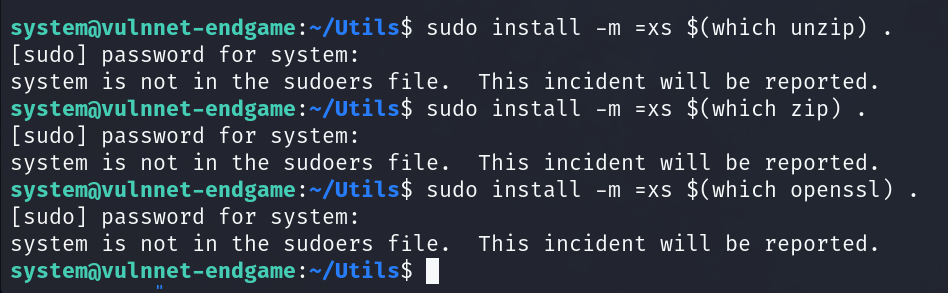 system@vulnnet-endgame:~/Utils$ sudo install -m =xs $(which unzip) .
[sudo] password for system:
system is not in the sudoers file.  This incident will be reported.
system@vulnnet-endgame:~/Utils$ sudo install -m =xs $(which zip) .
[sudo] password for system:
system is not in the sudoers file.  This incident will be reported.
system@vulnnet-endgame:~/Utils$ sudo install -m =xs $(which openssl) .
[sudo] password for system:
system is not in the sudoers file.  This incident will be reported.
system@vulnnet-endgame:~/Utils$